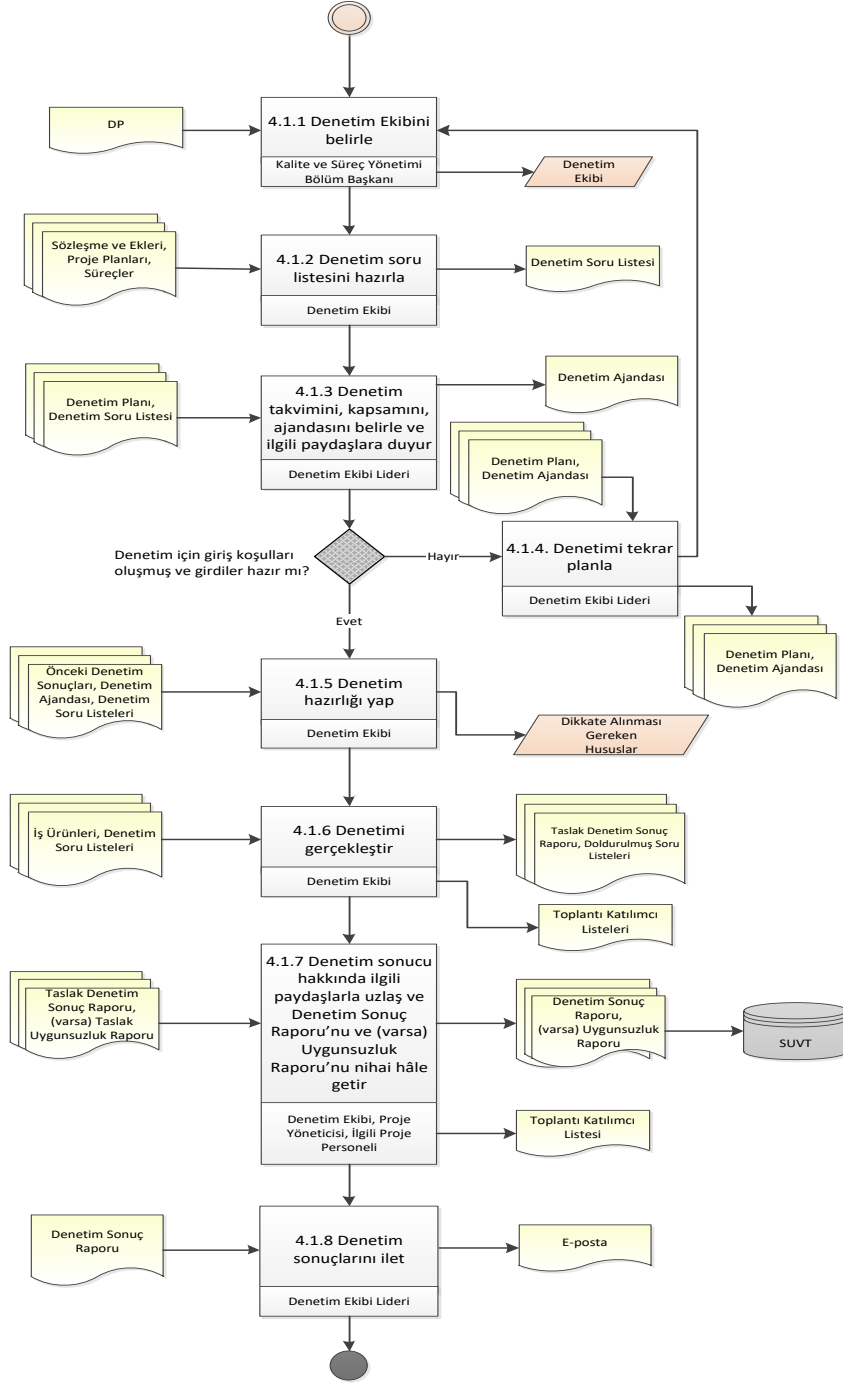 4.1.1 Denetim Ekibini
belirle
DP
Kalite ve Süreç Yönetimi
Bölüm Başkanı
Denetim
Ekibi
Sözleşme ve Ekleri,
Proje Planları,
Süreçler
4.1.2 Denetim soru
listesini hazırla
Denetim Soru Listesi
Denetim Ekibi
Denetim Planı,
Denetim Soru Listesi
4.1.3 Denetim
takvimini, kapsamını,
ajandasını belirle ve
ilgili paydaşlara duyur
Denetim Ekibi Lideri
Denetim Ajandası
Denetim Planı,
Denetim Ajandası
Denetim için giriş koşulları
oluşmuş ve girdiler hazır mı?
Hayır
4.1.4. Denetimi tekrar
planla
Denetim Ekibi Lideri
Evet
Denetim Planı,
Denetim Ajandası
Önceki Denetim
Sonuçları, Denetim
Ajandası, Denetim
Soru Listeleri
4.1.5 Denetim
hazırlığı yap
Denetim Ekibi
Dikkate Alınması
Gereken
Hususlar
İş Ürünleri, Denetim
Soru Listeleri
4.1.6 Denetimi
gerçekleştir
Denetim Ekibi
Taslak Denetim Sonuç
Raporu, Doldurulmuş Soru
Listeleri
Toplantı Katılımcı
Listeleri
Taslak Denetim
Sonuç Raporu,
(varsa) Taslak
Uygunsuzluk Raporu
4.1.7 Denetim sonucu
hakkında ilgili
paydaşlarla uzlaş ve
Denetim Sonuç
Raporu’nu ve (varsa)
Uygunsuzluk
Raporu’nu nihai hâle
getir
Denetim Ekibi, Proje
Yöneticisi, İlgili Proje
Personeli
Denetim Sonuç
Raporu,
(varsa) Uygunsuzluk
Raporu
SUVT
Toplantı Katılımcı
Listesi
Denetim Sonuç
Raporu
4.1.8 Denetim
sonuçlarını ilet
Denetim Ekibi Lideri
E-posta